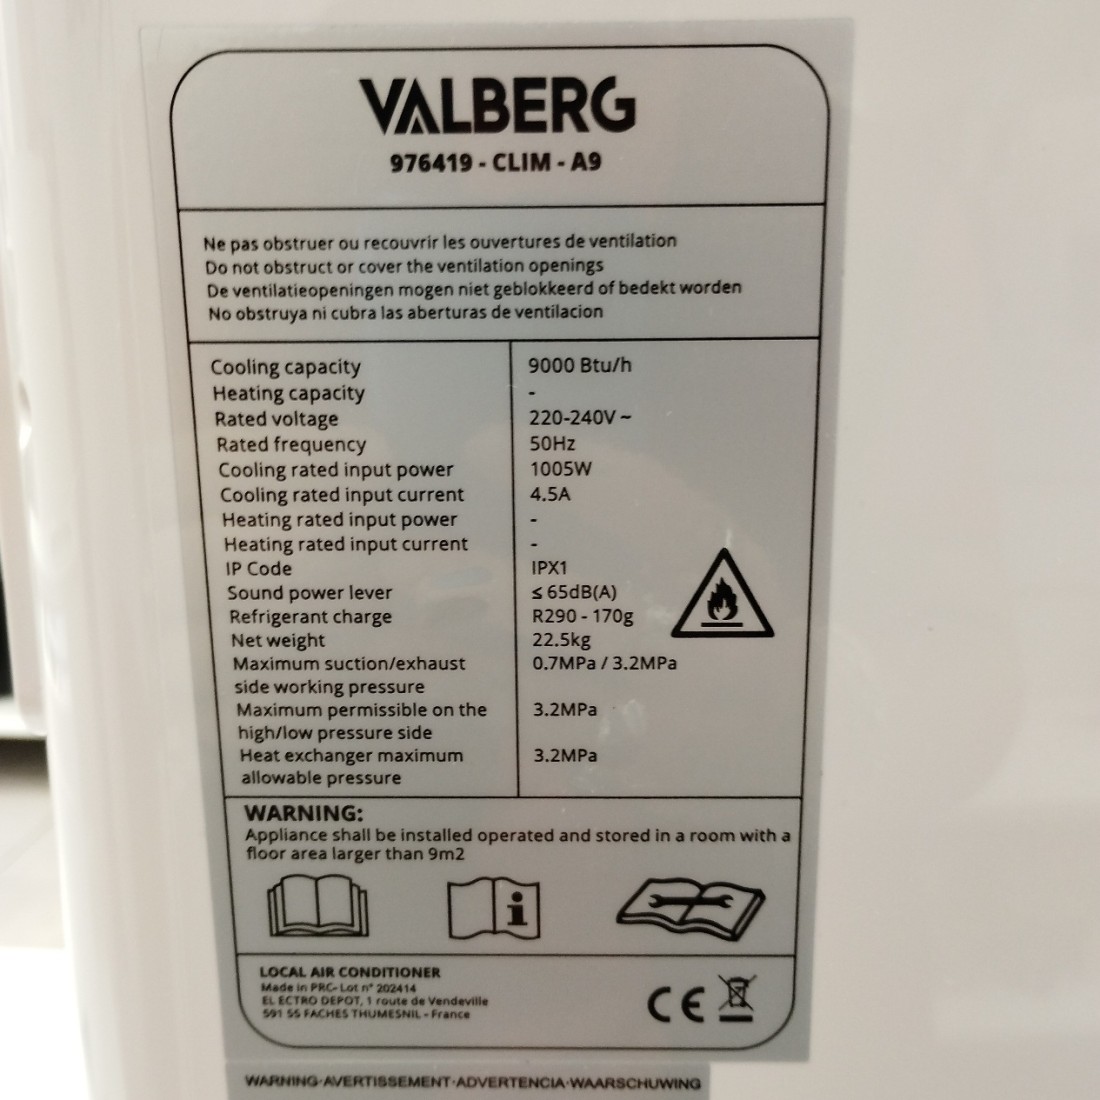 VALBERG
976419 - CLIM - A9
Ne pas obstruer ou recouvrir les ouvertures de ventilation
Do not obstruct or cover the ventilation openings
De ventilatieopeningen mogen niet geblokkeerd of bedekt worden
No obstruya ni cubra las aberturas de ventilacion
Cooling capacity 9000 Btu/h
Heating capacity -
Rated voltage 220-240V ~
Rated frequency 50Hz
Cooling rated input power 1005W
Cooling rated input current 4.5A
Heating rated input power -
Heating rated input current -
IP Code IPX1
Sound power lever ≤ 65dB(A)
Refrigerant charge R290 - 170g
Net weight 22.5kg
Maximum suction/exhaust 0.7MPa / 3.2MPa
side working pressure
Maximum permissible on the 3.2MPa
high/low pressure side
Heat exchanger maximum 3.2MPa
allowable pressure
WARNING:
Appliance shall be installed operated and stored in a room with a
floor area larger than 9m2
LOCAL AIR CONDITIONER
Made in PRC- Lot n° 202414
EL ECTRO DEPOT, 1 route de Vendeville
591 55 FACHES THUMESNIL - France
CE
WARNING·AVERTISSEMENT·ADVERTENCIA·WAARSCHUWING